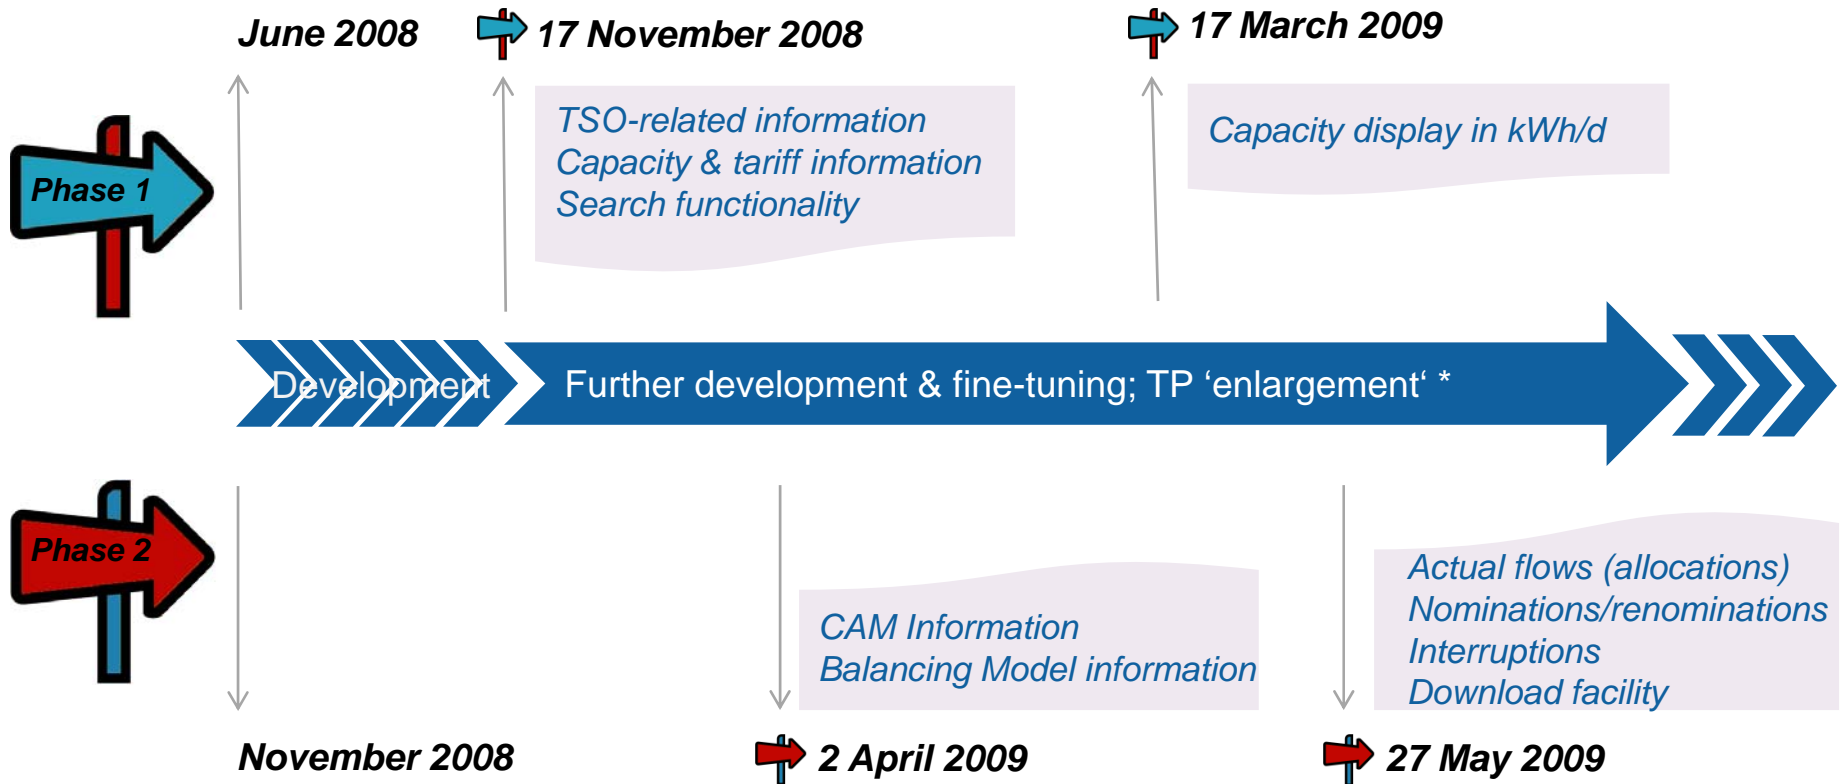 June 2008
17 November 2008
17 March 2009
TSO-related information
Capacity & tariff information
Search functionality
Capacity display in kWh/d
Phase 1
Development
Further development & fine-tuning; TP ‘enlargement‘ *
Phase 2
CAM Information
Balancing Model information
Actual flows (allocations)
Nominations/renominations
Interruptions
Download facility
November 2008
2 April 2009
27 May 2009